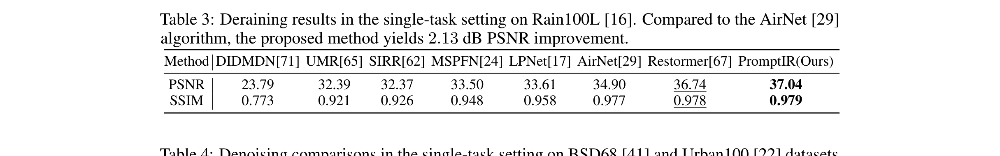 Table 3: Deraining results in the single-task setting on Rain100L [16]. Compared to the AirNet [29]
algorithm, the proposed method yields 2.13 dB PSNR improvement.
Method DIDMDN[71] UMR[65] SIRR[62] MSPFN[24] LPNet[17] AirNet[29] Restormer[67] PromptIR(Ours)
PSNR 23.79 32.39 32.37 33.50 33.61 34.90 36.74 37.04
SSIM 0.773 0.921 0.926 0.948 0.958 0.977 0.978 0.979
Table 4: Denoising comparisons in the single-task setting on BSD68 [41] and Urban100 [22] datasets